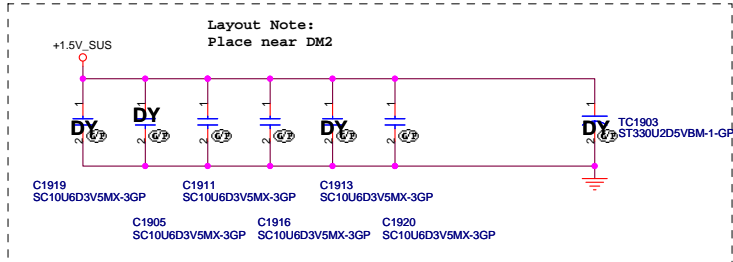 Layout Note:
Place near DM2
+1.5V_SUS
1 1 1 1 1 1 1
DY DY DY DY
2 2 2 2 2 2 2
TC1903
ST330U2D5VBM-1-GP
C1919
SC10U6D3V5MX-3GP
C1911
SC10U6D3V5MX-3GP
C1913
SC10U6D3V5MX-3GP
C1905
SC10U6D3V5MX-3GP
C1916
SC10U6D3V5MX-3GP
C1920
SC10U6D3V5MX-3GP